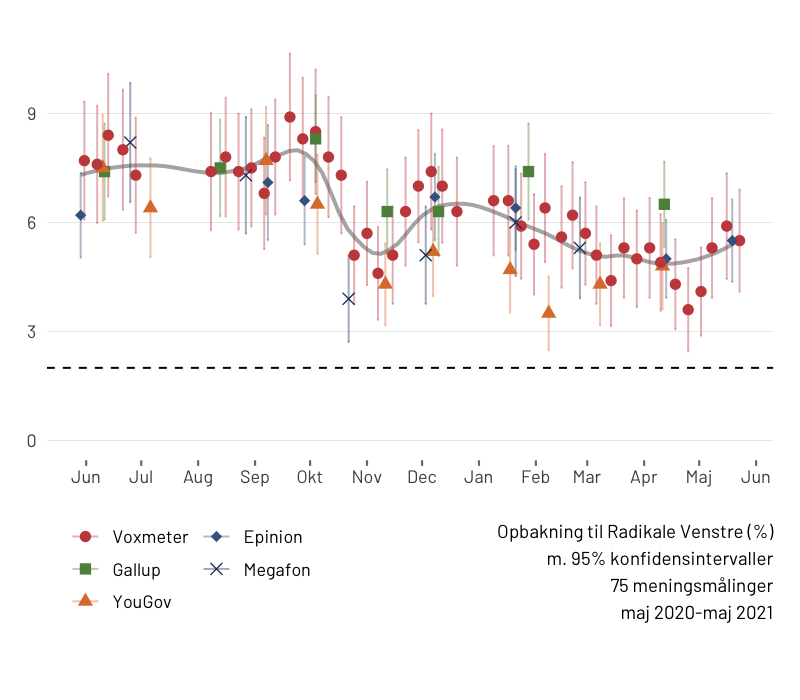 9
6
3
0
Jun Jul Aug Sep Okt Nov Dec Jan Feb Mar Apr Maj Jun
Voxmeter Epinion
Gallup Megafon
YouGov
Opbakning til Radikale Venstre (%)
m. 95% konfidensintervaller
75 meningsmålinger
maj 2020-maj 2021